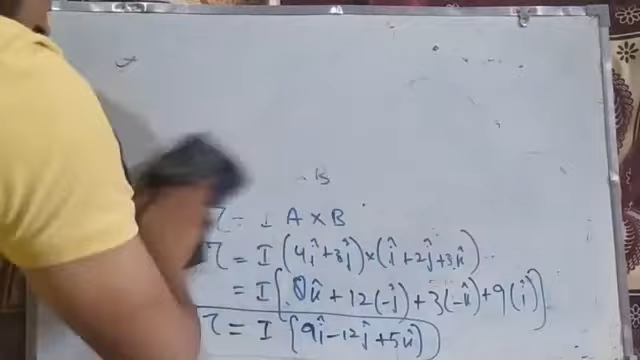 B
τ = I A × B
τ = I (4î+3ĵ)×(î+2ĵ+3k̂)
= I[8k̂ + 12(-ĵ) + 3(-k̂) + 9(î)]
τ = I [9î-12ĵ+5k̂]